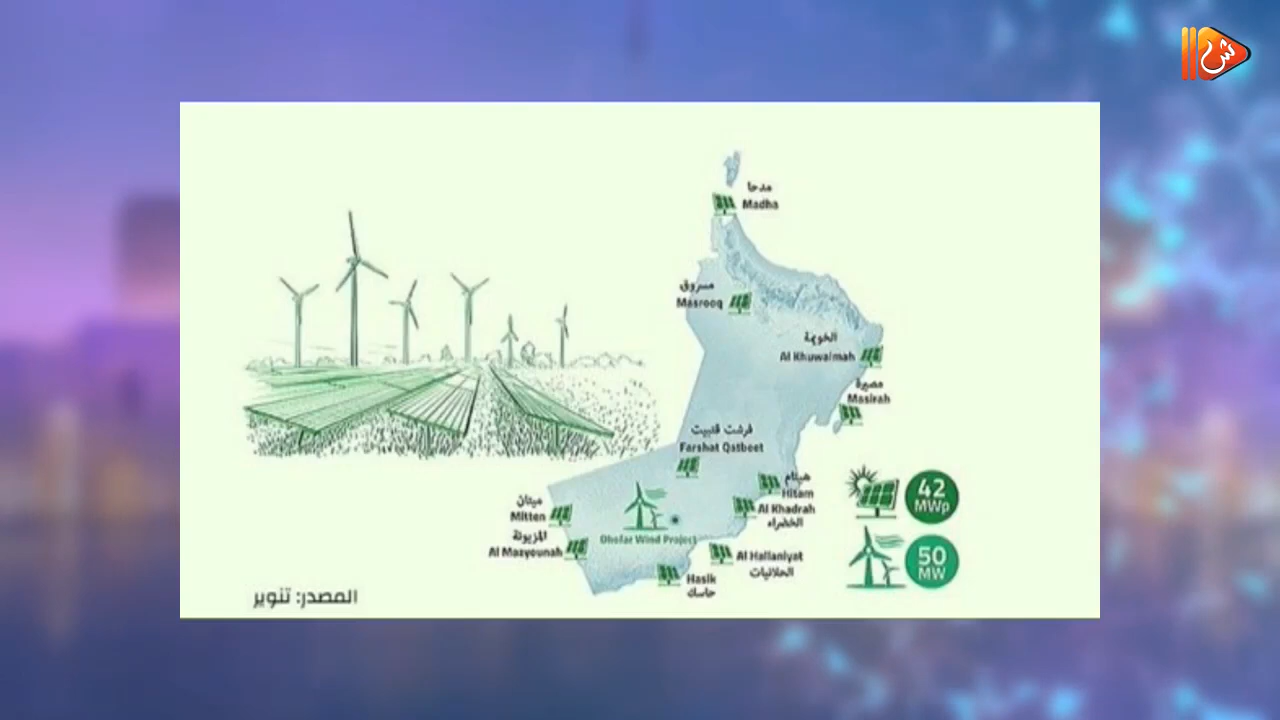 ش
مدحا
Madha
مسروق
Masrooq
الخويمة
Al Khuwaimah
مصيرة
Masirah
فرشت قلبيت
Farshat Qatbeet
هيتام
Hitam
Al Khadrah
الخضراء
ميتان
Mitten
المزيونة
Al Mazyounah
Dhofar Wind Project
Al Hallaniyat
الحلانيات
Hasik
حاسك
42
MWp
50
MW
المصدر: تنوير